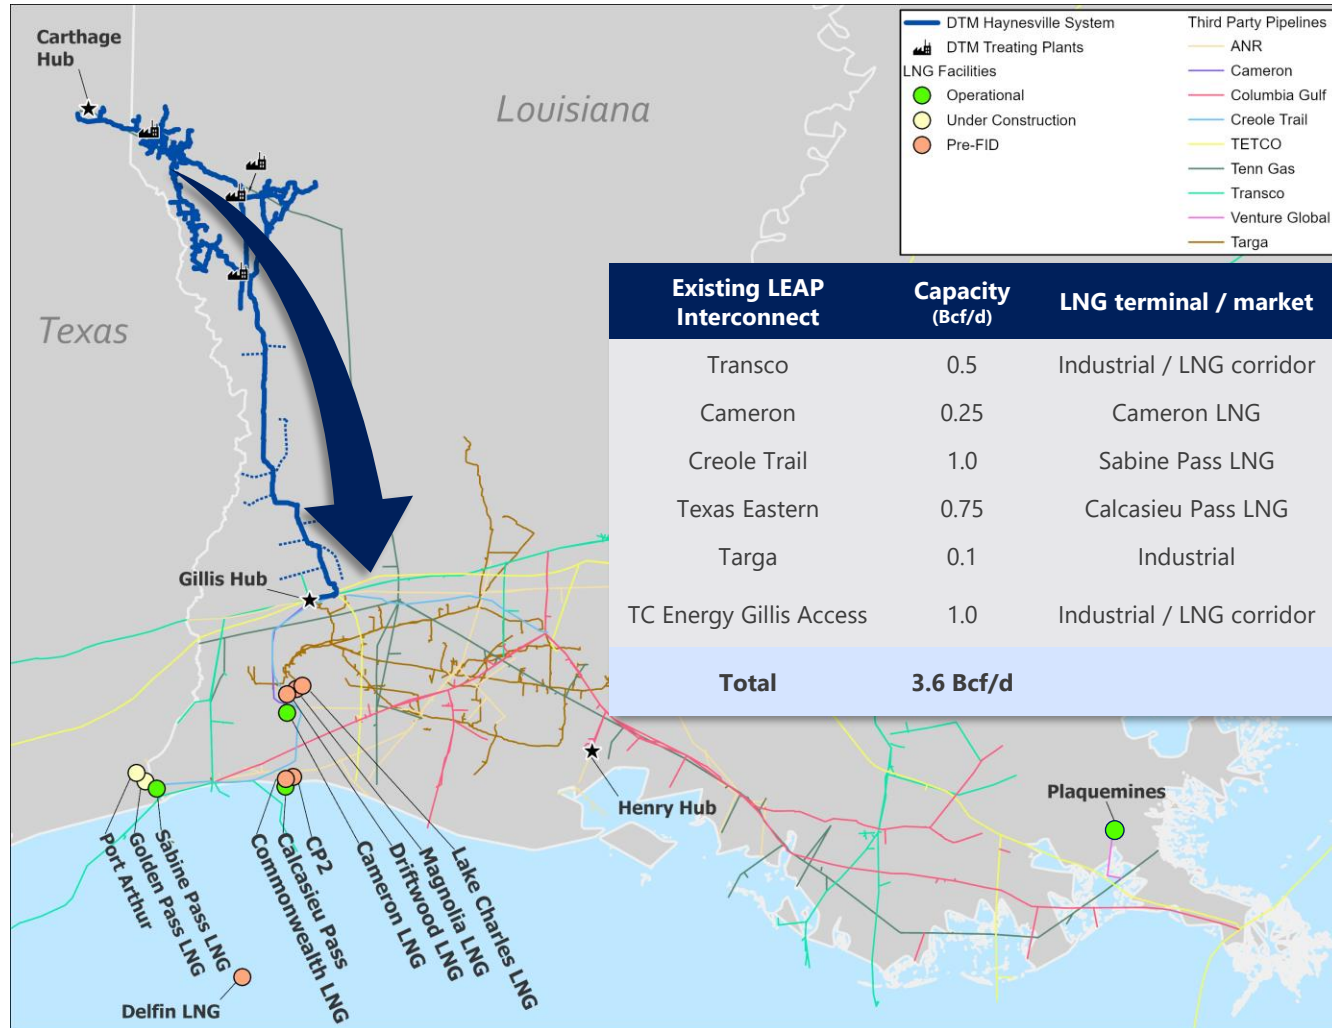 Carthage
Hub
Louisiana
Texas
Gillis Hub
Henry Hub
Plaquemines
Port Arthur
Golden Pass LNG
Sabine Pass LNG
Commonwealth LNG
Calcasieu Pass
CP2
Cameron LNG
Driftwood LNG
Magnolia LNG
Lake Charles LNG
Delfin LNG
DTM Haynesville System
DTM Treating Plants
LNG Facilities
Operational
Under Construction
Pre-FID
Third Party Pipelines
ANR
Cameron
Columbia Gulf
Creole Trail
TETCO
Tenn Gas
Transco
Venture Global
Targa
Existing LEAP Capacity LNG terminal / market
Interconnect (Bcf/d)
Transco 0.5 Industrial / LNG corridor
Cameron 0.25 Cameron LNG
Creole Trail 1.0 Sabine Pass LNG
Texas Eastern 0.75 Calcasieu Pass LNG
Targa 0.1 Industrial
TC Energy Gillis Access 1.0 Industrial / LNG corridor
Total 3.6 Bcf/d